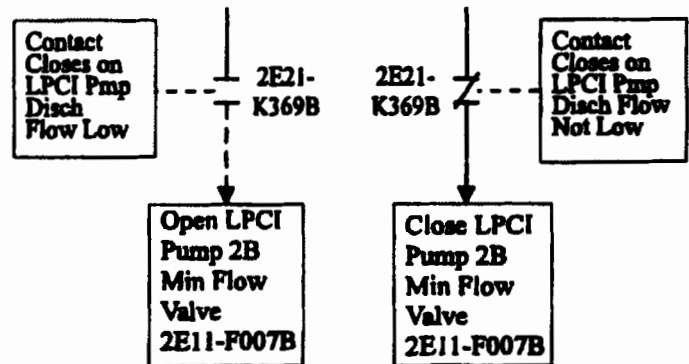 Contact
Closes on
LPCI Pmp
Disch
Flow Low
2E21-
K369B
2E21-
K369B
Contact
Closes on
LPCI Pmp
Disch Flow
Not Low
Open LPCI
Pump 2B
Min Flow
Valve
2E11-F007B
Close LPCI
Pump 2B
Min Flow
Valve
2E11-F007B